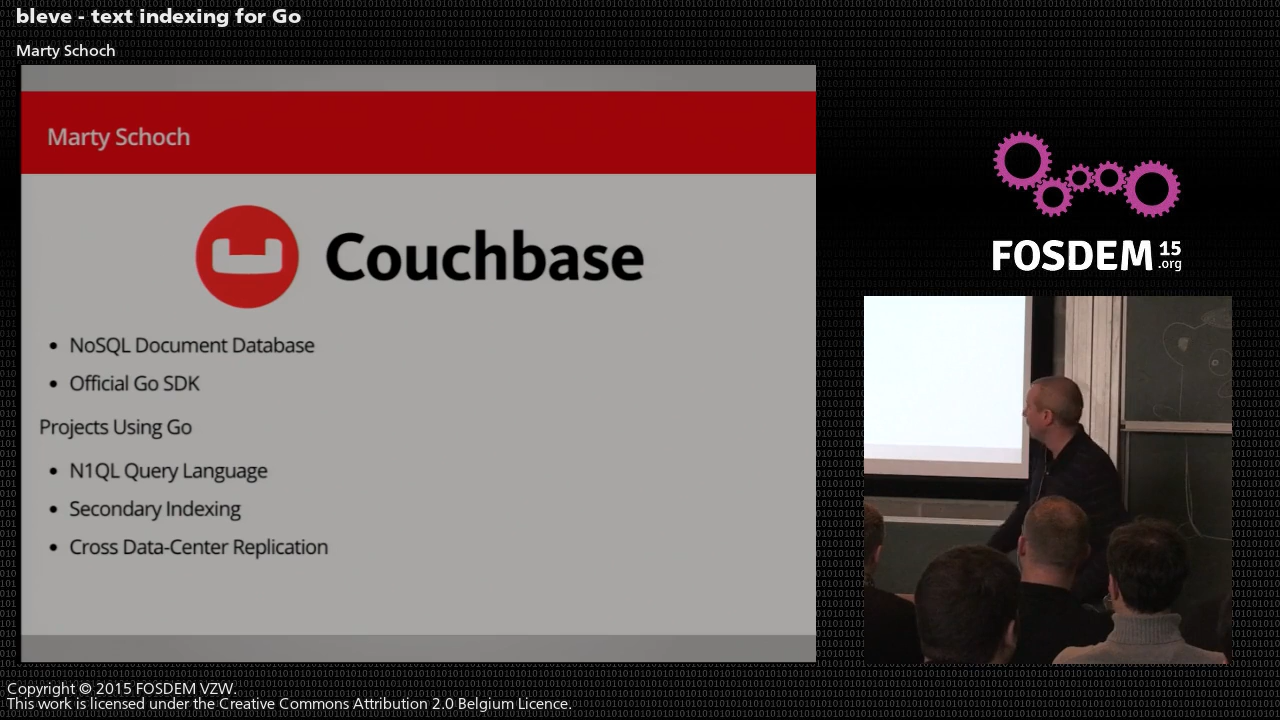 bleve - text indexing for Go
Marty Schoch
Marty Schoch
Couchbase
NoSQL Document Database
Official Go SDK
Projects Using Go
N1QL Query Language
Secondary Indexing
Cross Data-Center Replication
FOSDEM 15
.org
Copyright © 2015 FOSDEM VZW.
This work is licensed under the Creative Commons Attribution 2.0 Belgium Licence.